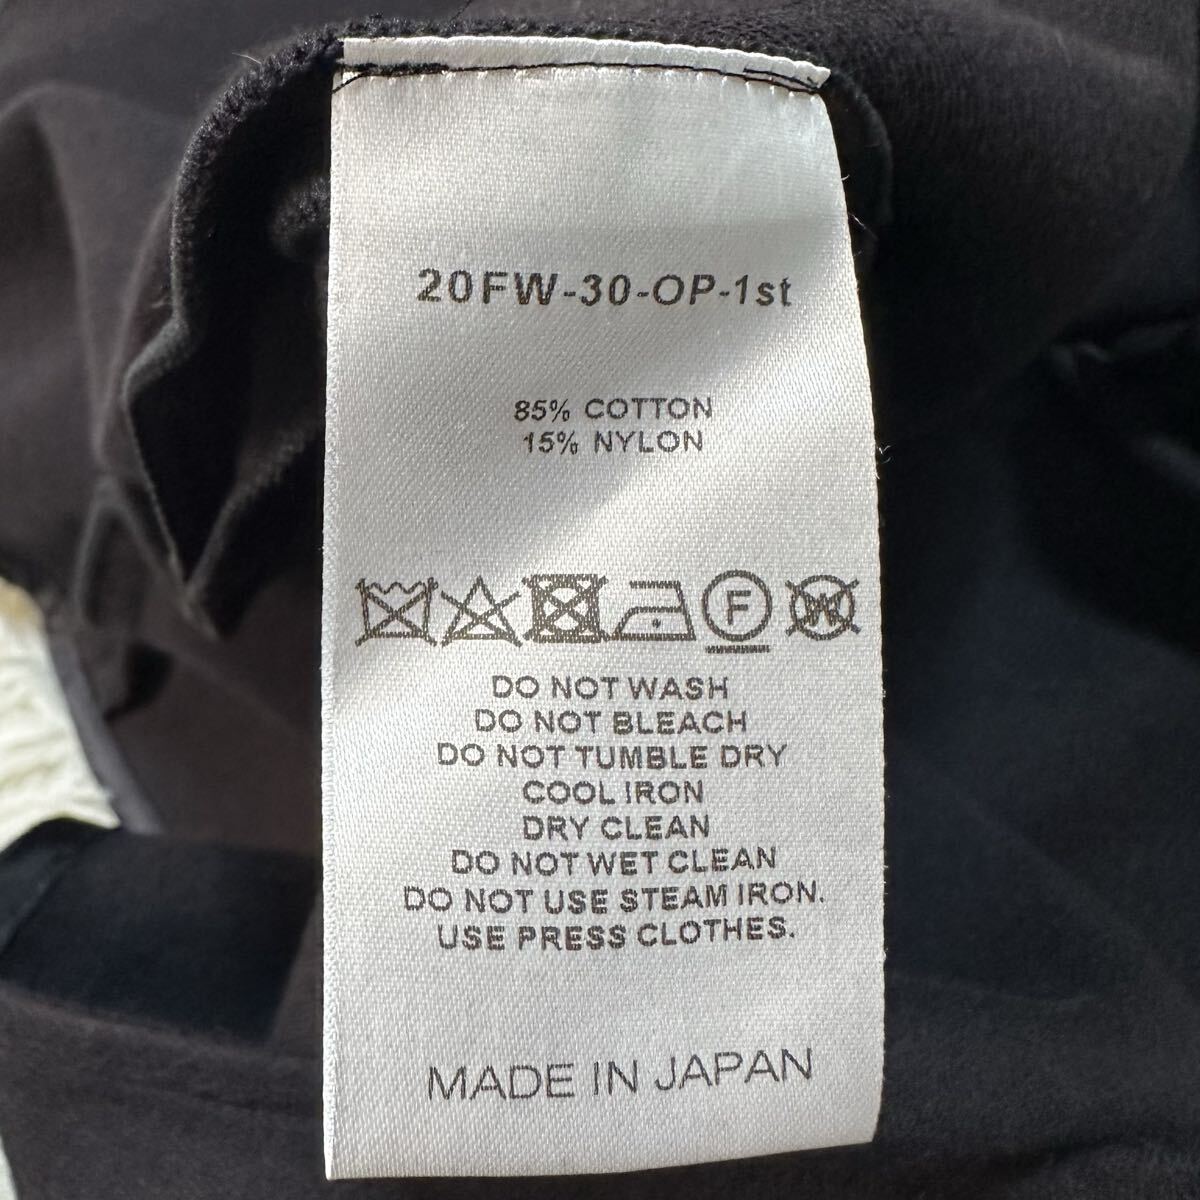 20FW-30-OP-1st
85% COTTON
15% NYLON
F W
DO NOT WASH
DO NOT BLEACH
DO NOT TUMBLE DRY
COOL IRON
DRY CLEAN
DO NOT WET CLEAN
DO NOT USE STEAM IRON.
USE PRESS CLOTHES.
MADE IN JAPAN